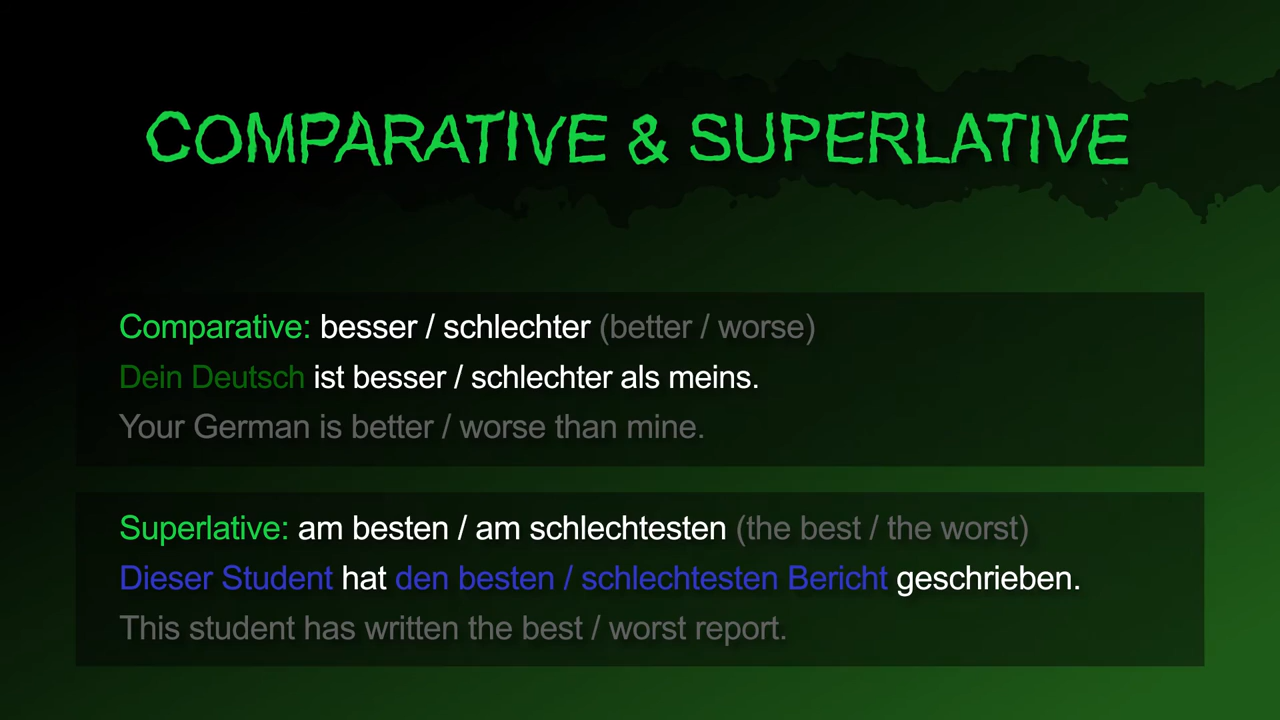 COMPARATIVE & SUPERLATIVE
Comparative: besser / schlechter (better / worse)
Dein Deutsch ist besser / schlechter als meins.
Your German is better / worse than mine.
Superlative: am besten / am schlechtesten (the best / the worst)
Dieser Student hat den besten / schlechtesten Bericht geschrieben.
This student has written the best / worst report.